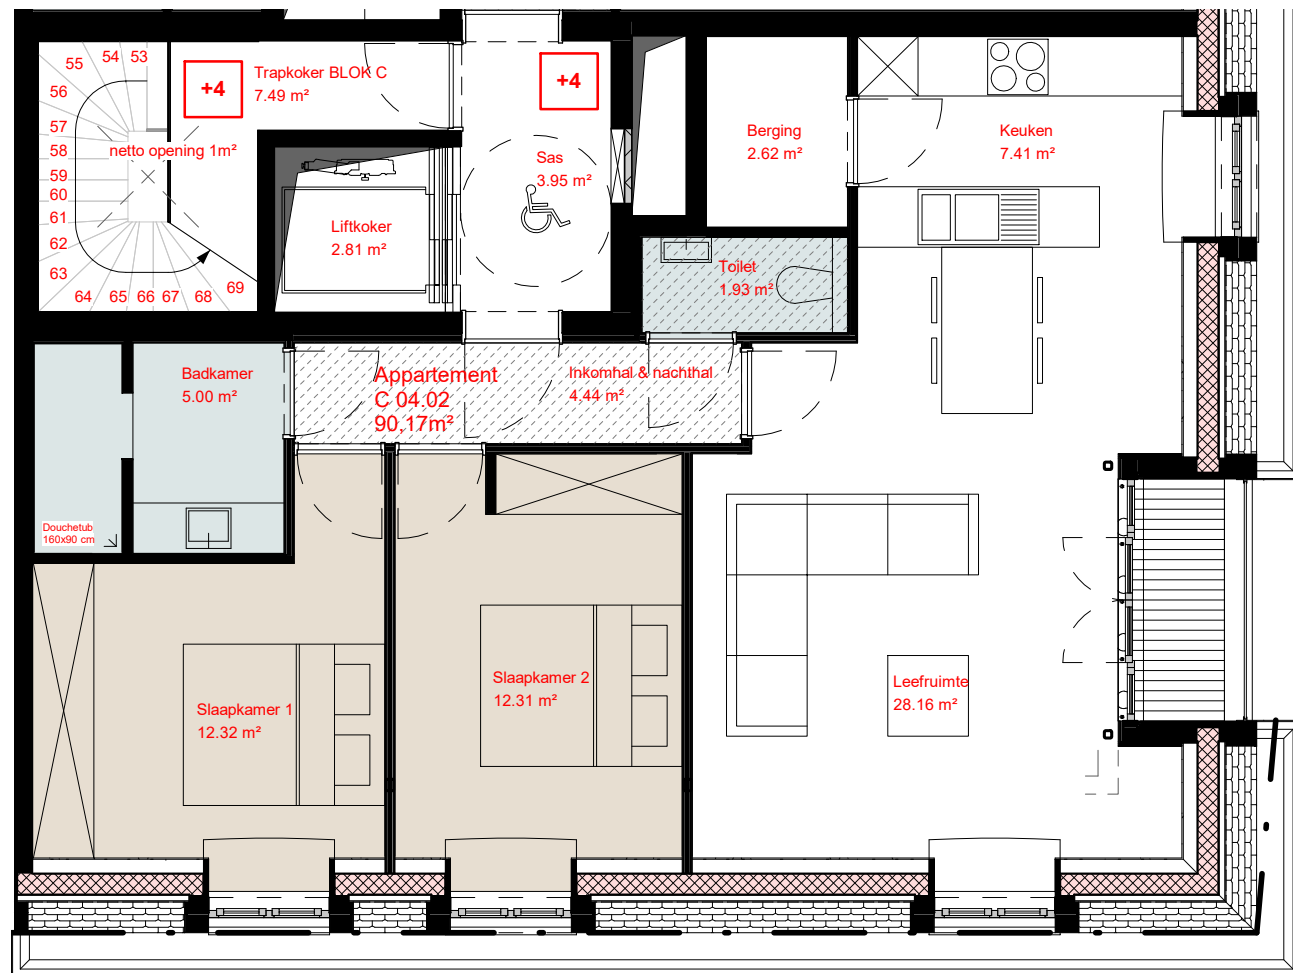 54
53
55
56
57
58
59
60
61
62
63
64
65
66
67
68
69
netto opening 1m²
+4
Trapkoker BLOK C
7.49 m²
+4
Sas
3.95 m²
Liftkoker
2.81 m²
Berging
2.62 m²
Keuken
7.41 m²
Toilet
1.93 m²
Badkamer
5.00 m²
Appartement
C 04.02
90,17m²
Inkomhal & nachthal
4.44 m²
Douchetub
160x90 cm
Slaapkamer 1
12.32 m²
Slaapkamer 2
12.31 m²
Leefruimte
28.16 m²